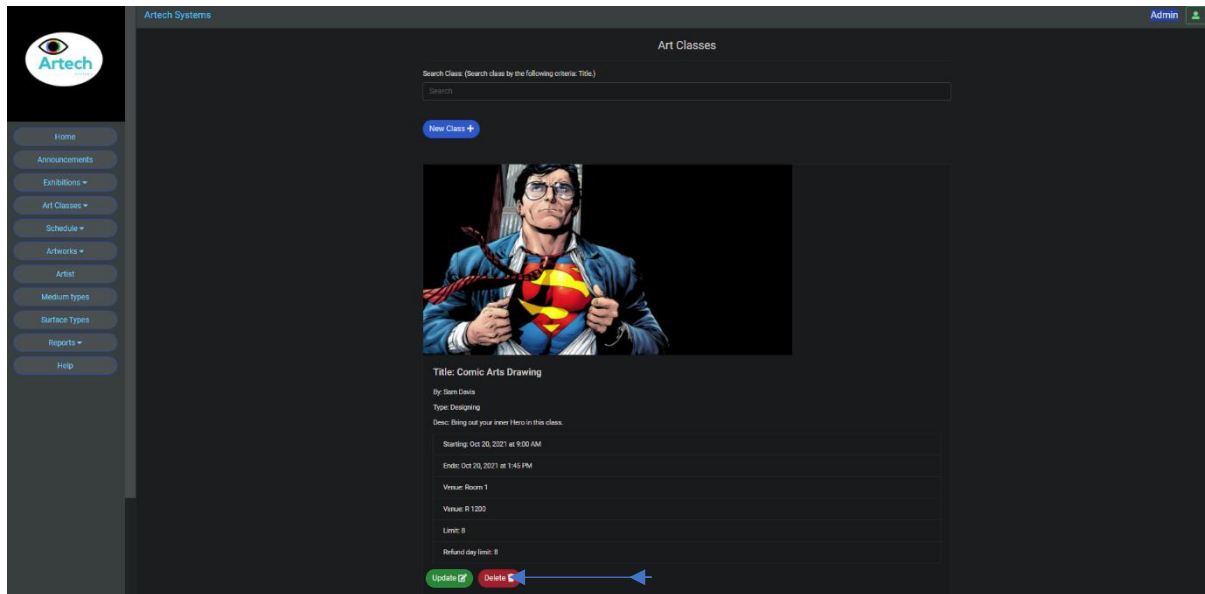 Artech Systems
Admin
Artech
Home
Announcements
Exhibitions
Art Classes
Schedule
Artworks
Artist
Medium types
Surface Types
Reports
Help
Art Classes
Search Class: (Search class by the following criteria: Title.)
Search
New Class
Title: Comic Arts Drawing
By: Sam Davis
Type: Designing
Desc: Bring out your inner Hero in this class.
Starting: Oct 20, 2021 at 9:00 AM
Ends: Oct 20, 2021 at 1:45 PM
Venue: Room 1
Venue: R 1200
Limit: 8
Refund day limit: 8
Update
Delete